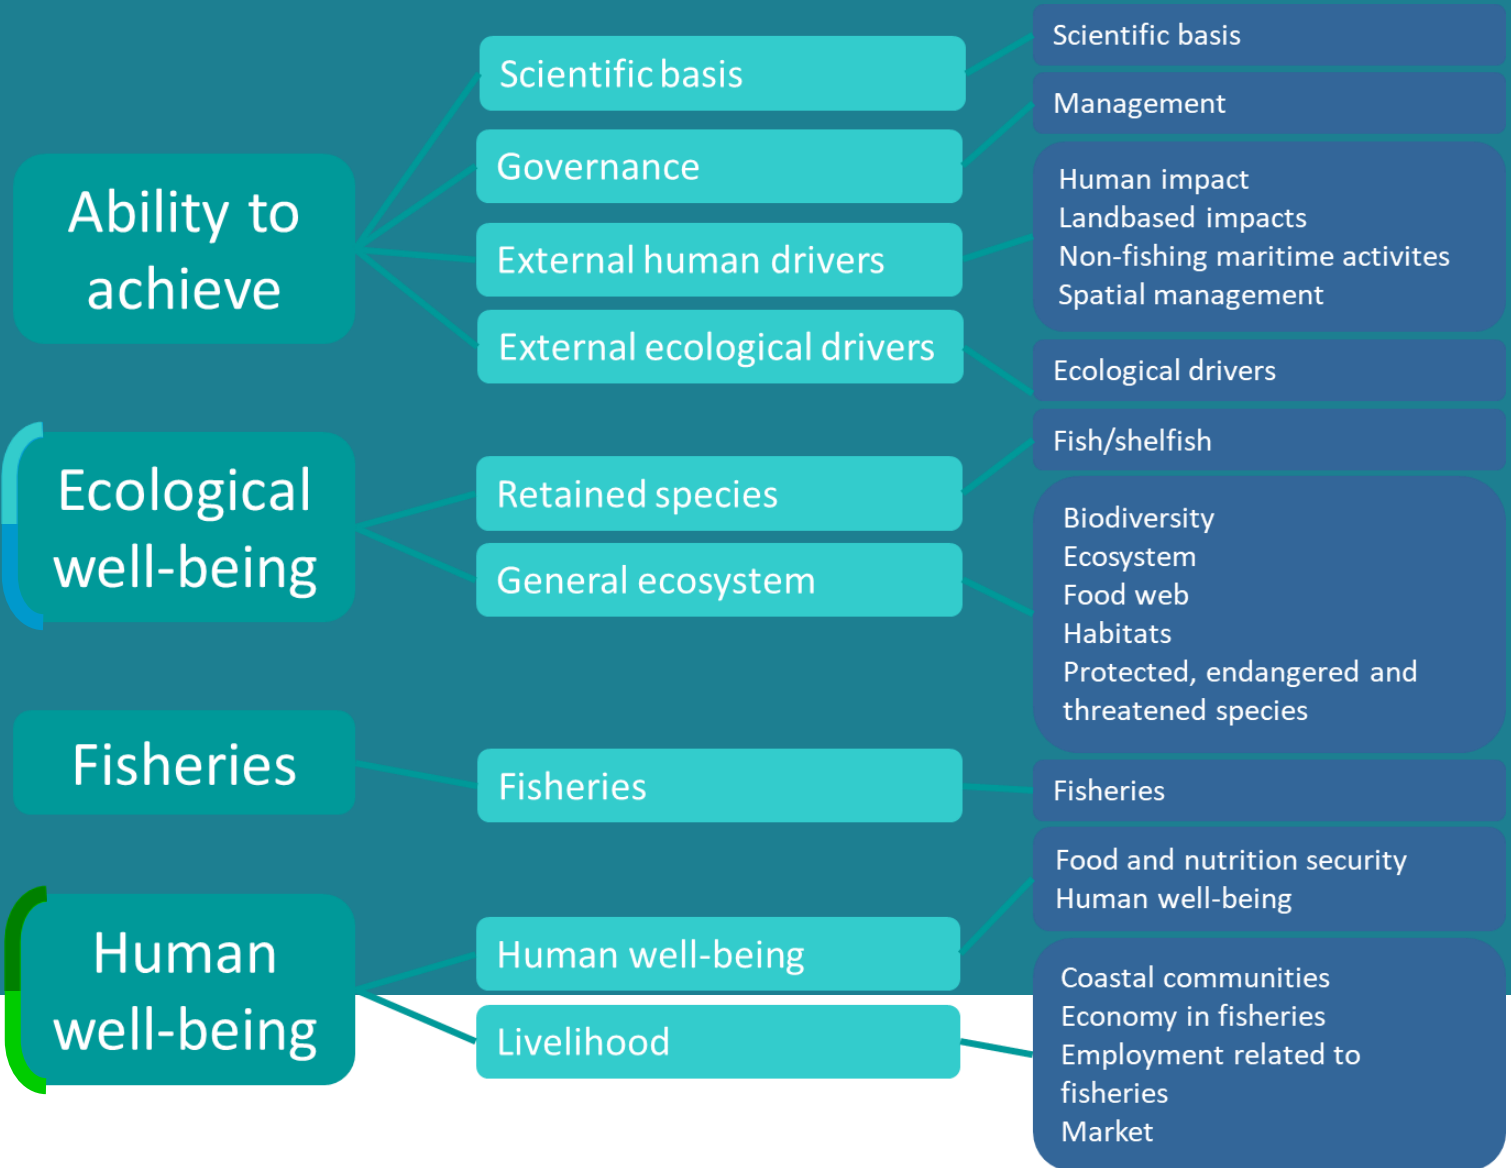 Ability to
achieve
Scientific basis
Governance
External human drivers
External ecological drivers
Scientific basis
Management
Human impact
Landbased impacts
Non-fishing maritime activites
Spatial management
Ecological drivers
Ecological
well-being
Retained species
General ecosystem
Fish/shelfish
Biodiversity
Ecosystem
Food web
Habitats
Protected, endangered and
threatened species
Fisheries
Fisheries
Fisheries
Human
well-being
Human well-being
Livelihood
Food and nutrition security
Human well-being
Coastal communities
Economy in fisheries
Employment related to
fisheries
Market